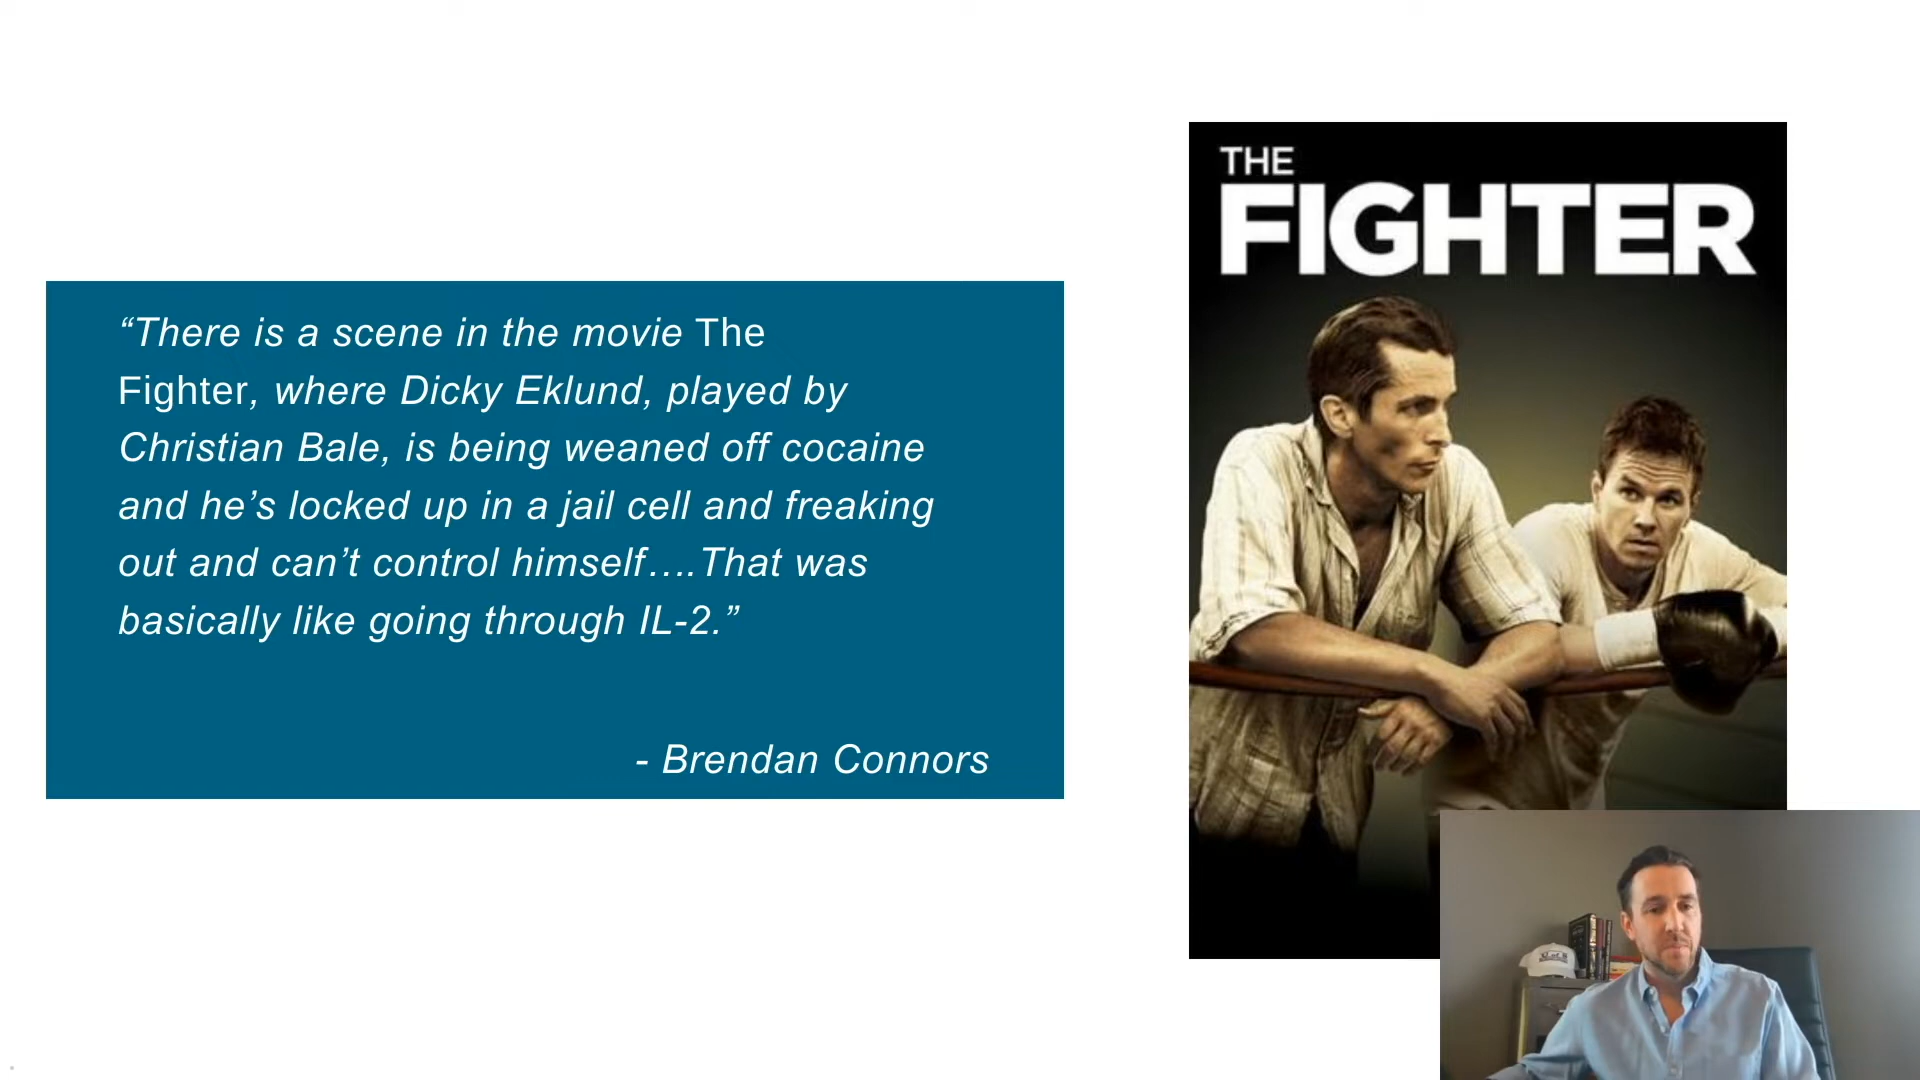 “There is a scene in the movie The
Fighter, where Dicky Eklund, played by
Christian Bale, is being weaned off cocaine
and he’s locked up in a jail cell and freaking
out and can’t control himself….That was
basically like going through IL-2.”
- Brendan Connors
THE
FIGHTER